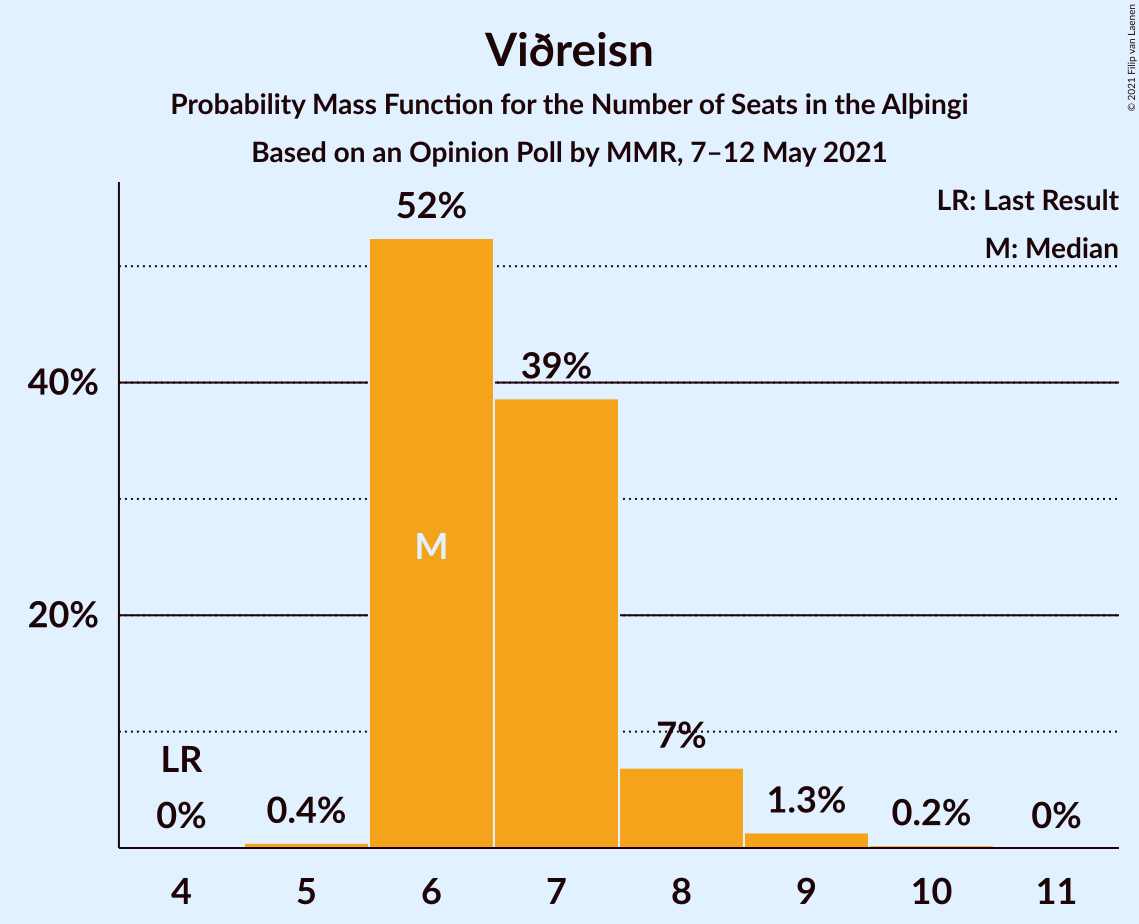 Viðreisn
Probability Mass Function for the Number of Seats in the Alþingi
Based on an Opinion Poll by MMR, 7–12 May 2021
© 2021 Filip van Laenen
LR: Last Result
M: Median
52%
39%
40%
M
20%
7%
LR
0%
0.4%
1.3%
0.2%
0%
4 5 6 7 8 9 10 11